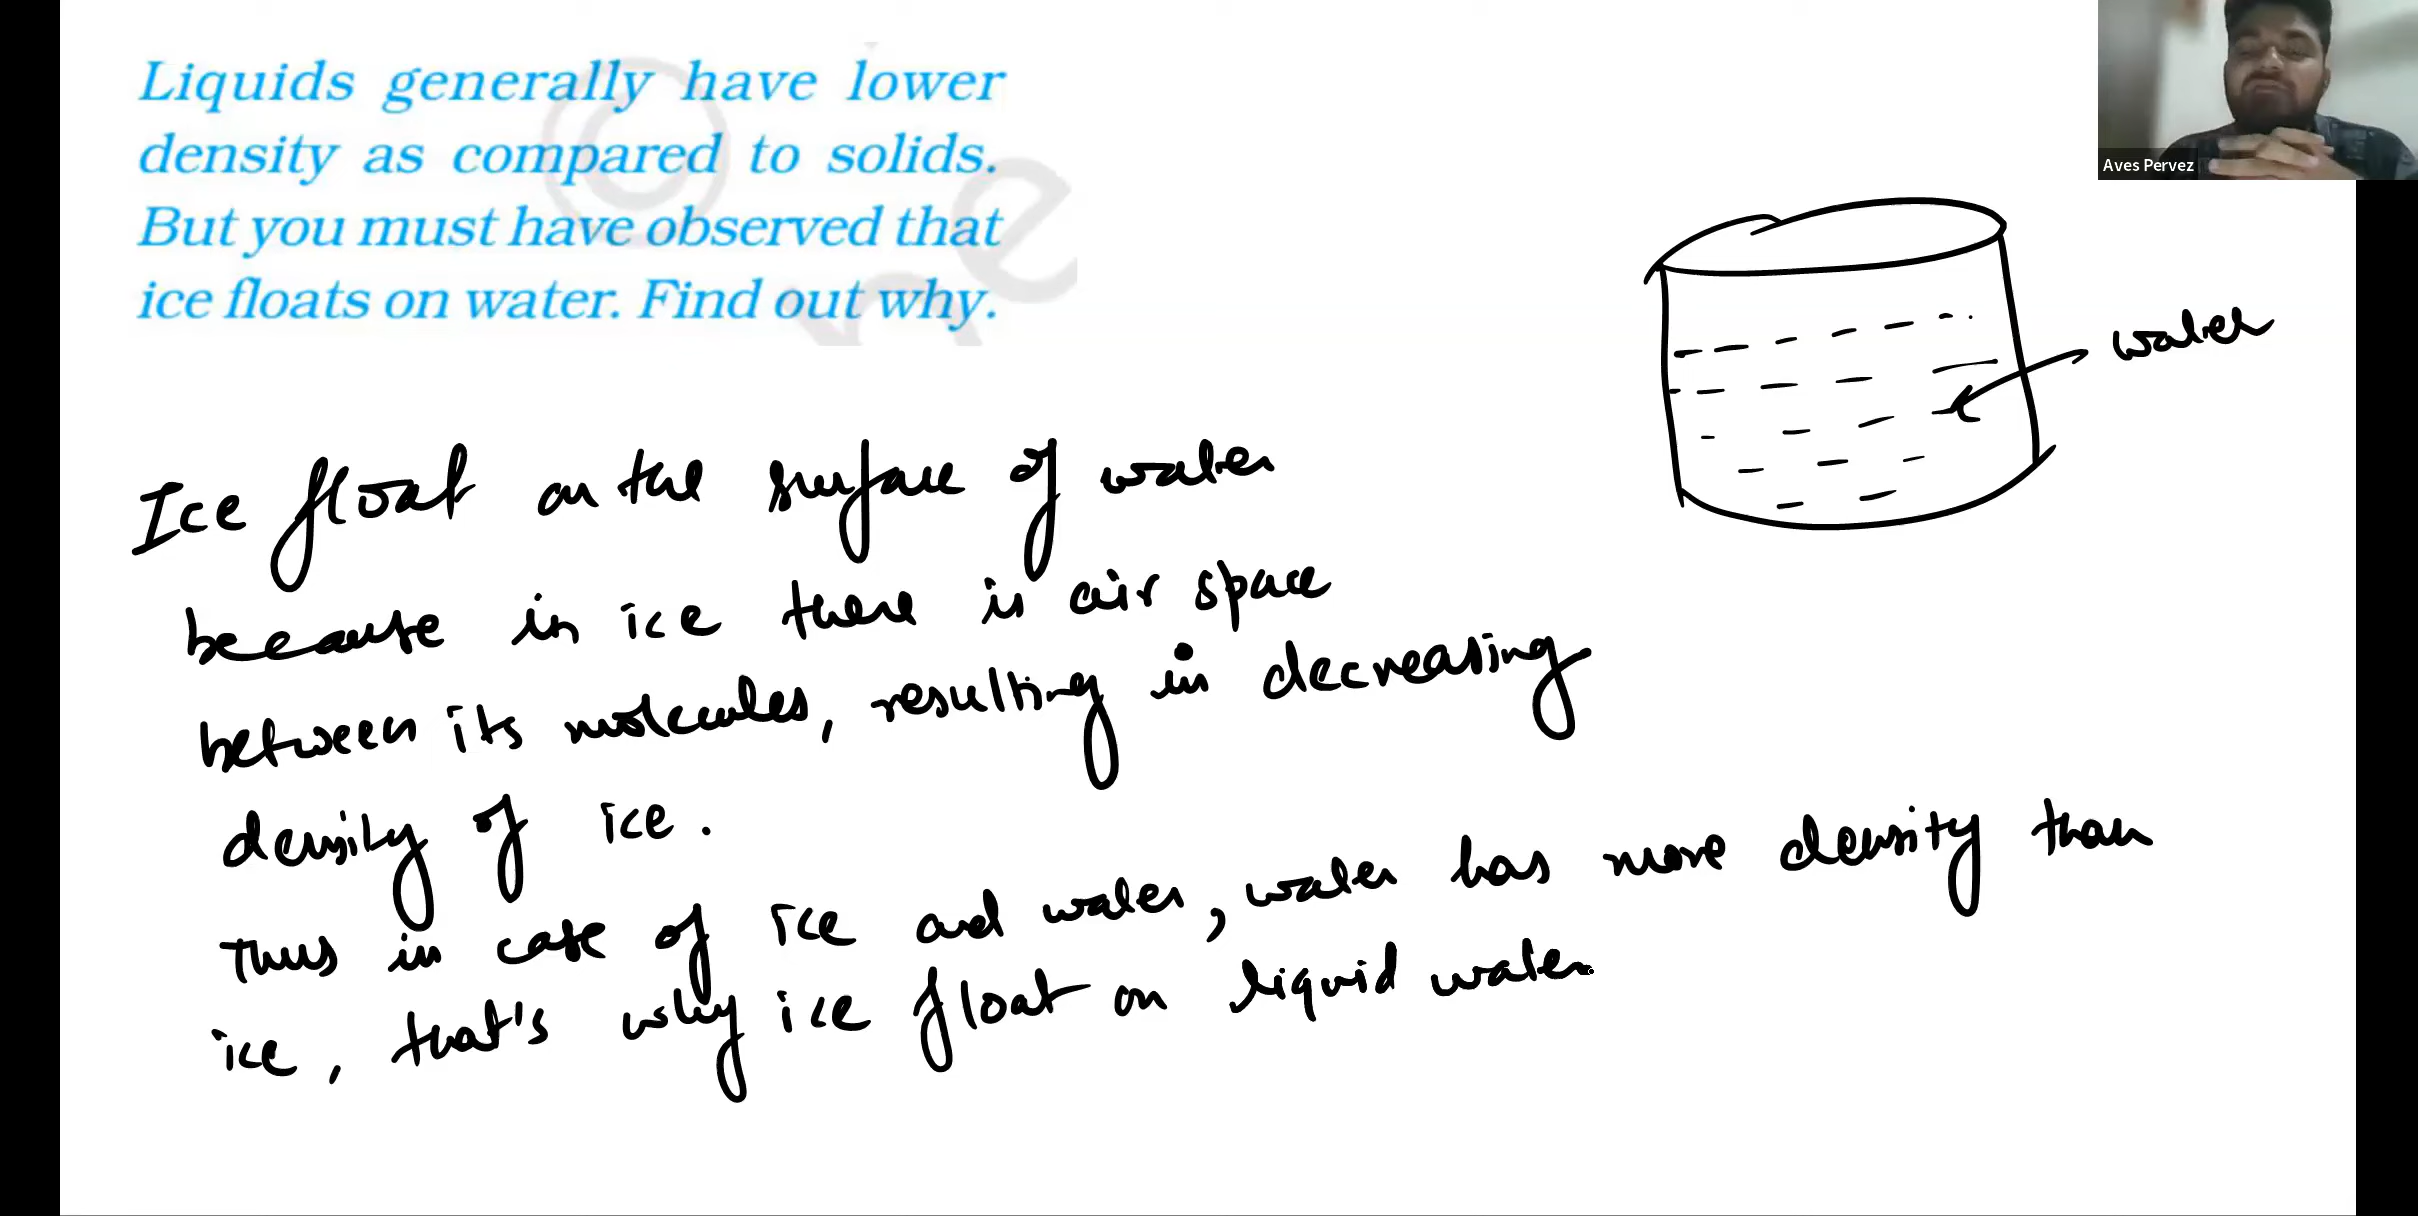 Liquids generally have lower
density as compared to solids.
But you must have observed that
ice floats on water. Find out why.
Aves Pervez
water
Ice float on the surface of water
because in ice there is air space
between its molecules, resulting in decreasing
density of ice.
Thus in case of ice and water, water has more density than
ice, that's why ice float on liquid water.